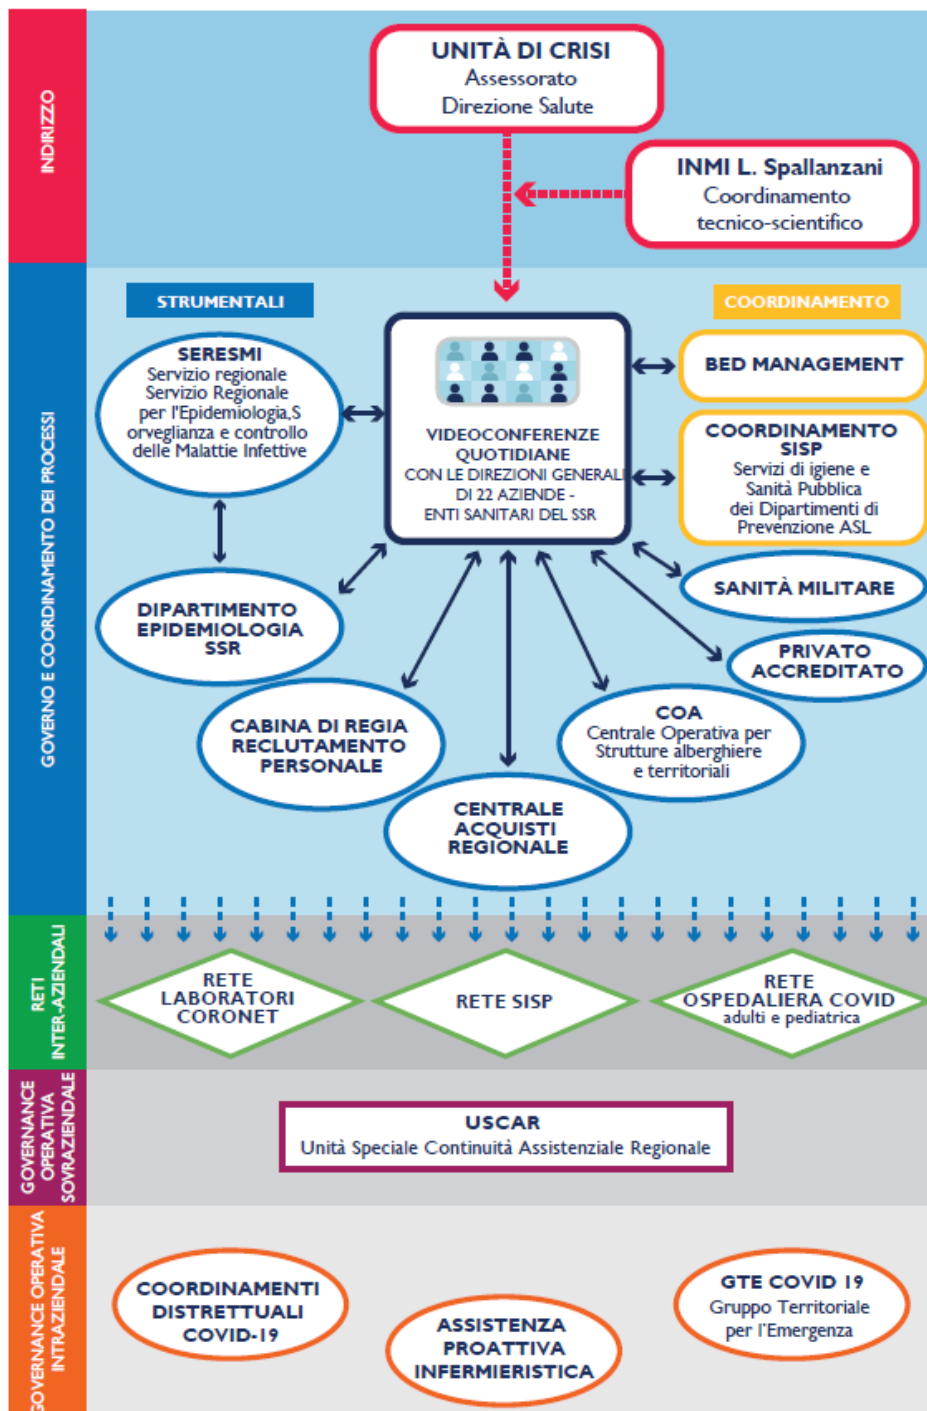 INDIRIZZO
UNITÀ DI CRISI
Assessorato
Direzione Salute
INMI L. Spallanzani
Coordinamento
tecnico-scientifico
GOVERNO E COORDINAMENTO DEI PROCESSI
STRUMENTALI
COORDINAMENTO
SERESMI
Servizio regionale
Servizio Regionale
per l'Epidemiologia,S
orveglianza e controllo
delle Malattie Infettive
VIDEOCONFERENZE
QUOTIDIANE
CON LE DIREZIONI GENERALI
DI 22 AZIENDE -
ENTI SANITARI DEL SSR
BED MANAGEMENT
COORDINAMENTO
SISP
Servizi di igiene e
Sanità Pubblica
dei Dipartimenti di
Prevenzione ASL
DIPARTIMENTO
EPIDEMIOLOGIA
SSR
SANITÀ MILITARE
PRIVATO
ACCREDITATO
CABINA DI REGIA
RECLUTAMENTO
PERSONALE
COA
Centrale Operativa per
Strutture alberghiere
e territoriali
CENTRALE
ACQUISTI
REGIONALE
RETI
INTER-AZIENDALI
RETE
LABORATORI
CORONET
RETE SISP
RETE
OSPEDALIERA COVID
adulti e pediatrica
GOVERNANCE
OPERATIVA
SOVRAZIENDALE
USCAR
Unità Speciale Continuità Assistenziale Regionale
GOVERNANCE OPERATIVA
INTRAZIENDALE
COORDINAMENTI
DISTRETTUALI
COVID-19
ASSISTENZA
PROATTIVA
INFERMIERISTICA
GTE COVID 19
Gruppo Territoriale
per l'Emergenza